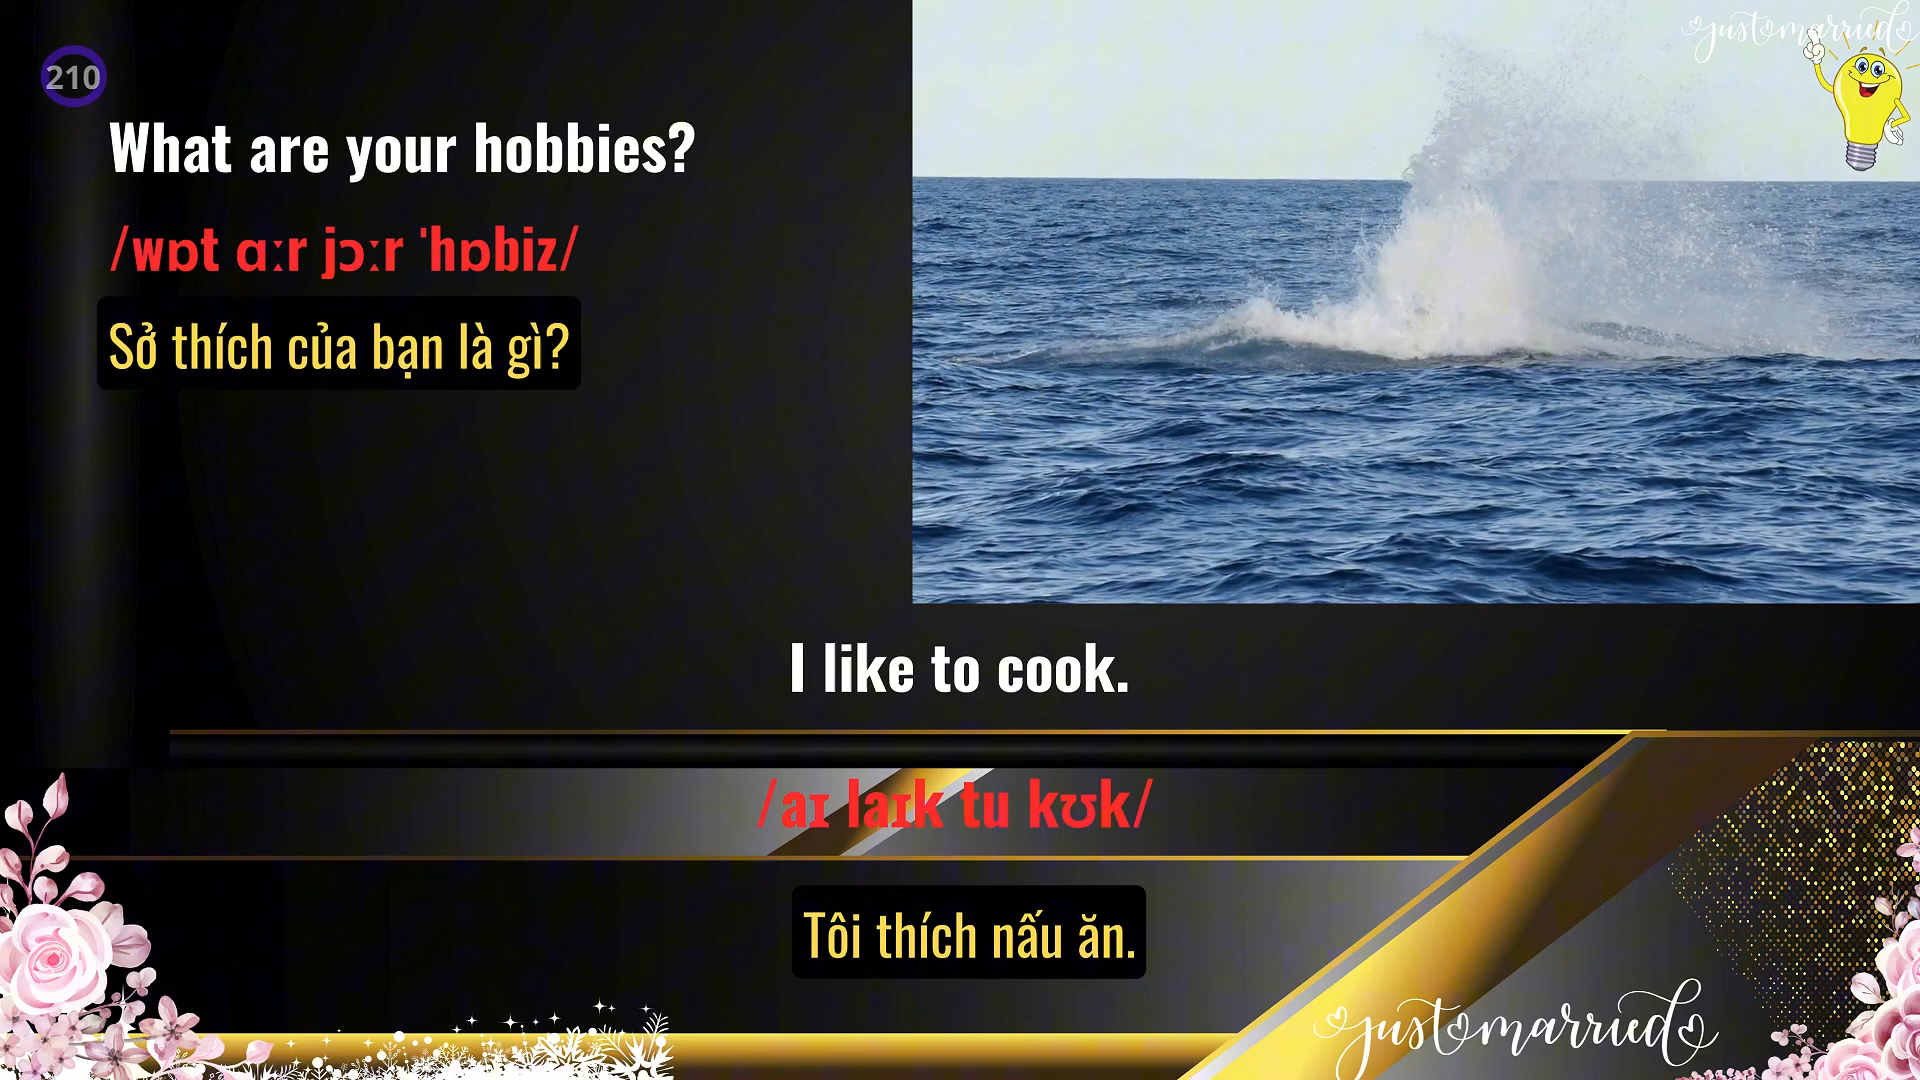 justmarried
210
What are your hobbies?
/wɒt ɑːr jɔːr ˈhɒbiz/
Sở thích của bạn là gì?
I like to cook.
/aɪ laɪk tu kʊk/
Tôi thích nấu ăn.
justmarried